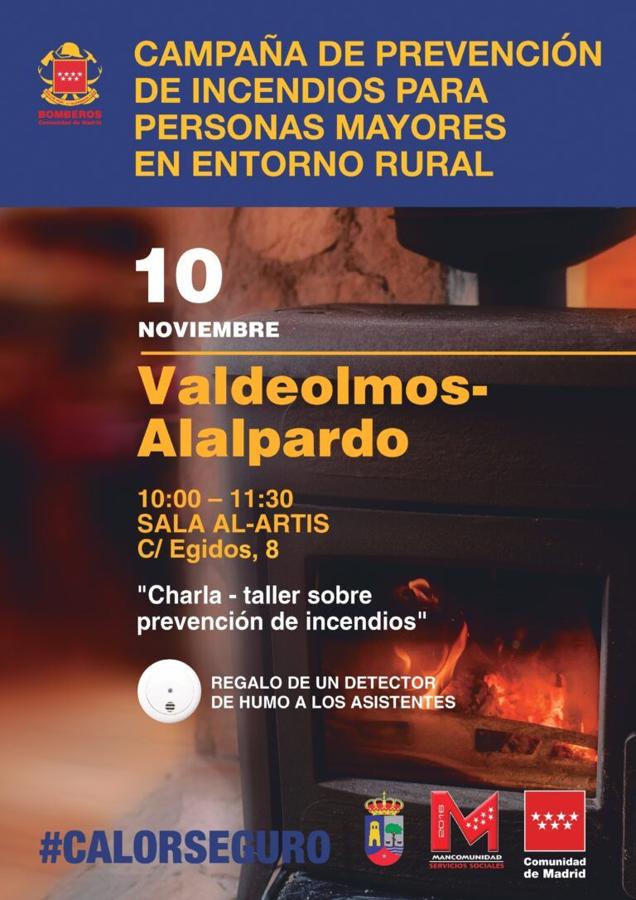 CAMPAÑA DE PREVENCIÓN
DE INCENDIOS PARA
PERSONAS MAYORES
EN ENTORNO RURAL
BOMBEROS
Comunidad de Madrid
10
NOVIEMBRE
Valdeolmos-
Alalpardo
10:00 – 11:30
SALA AL-ARTIS
C/ Egidos, 8
"Charla - taller sobre
prevención de incendios"
REGALO DE UN DETECTOR
DE HUMO A LOS ASISTENTES
#CALORSEGURO
2016
M
MANCOMUNIDAD
SERVICIOS SOCIALES
Comunidad
de Madrid